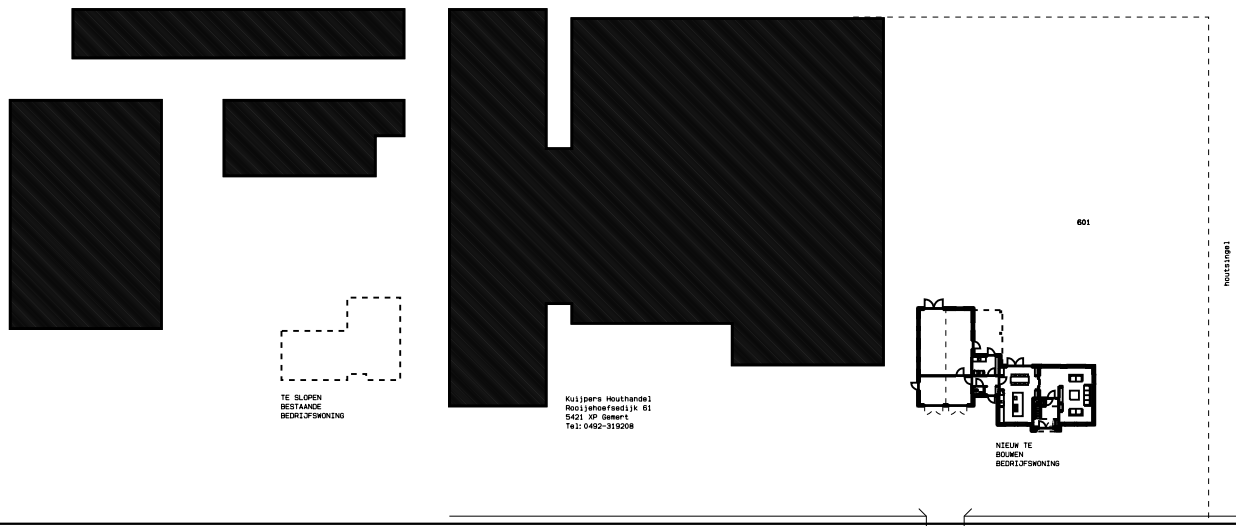 601
houtsingel
TE SLOPEN
BESTAANDE
BEDRIJFSWONING
Kuijpers Houthandel
Rooijehoefsedijk 61
5421 XP Gemert
Tel: 0492-319208
NIEUW TE
BOUWEN
BEDRIJFSWONING